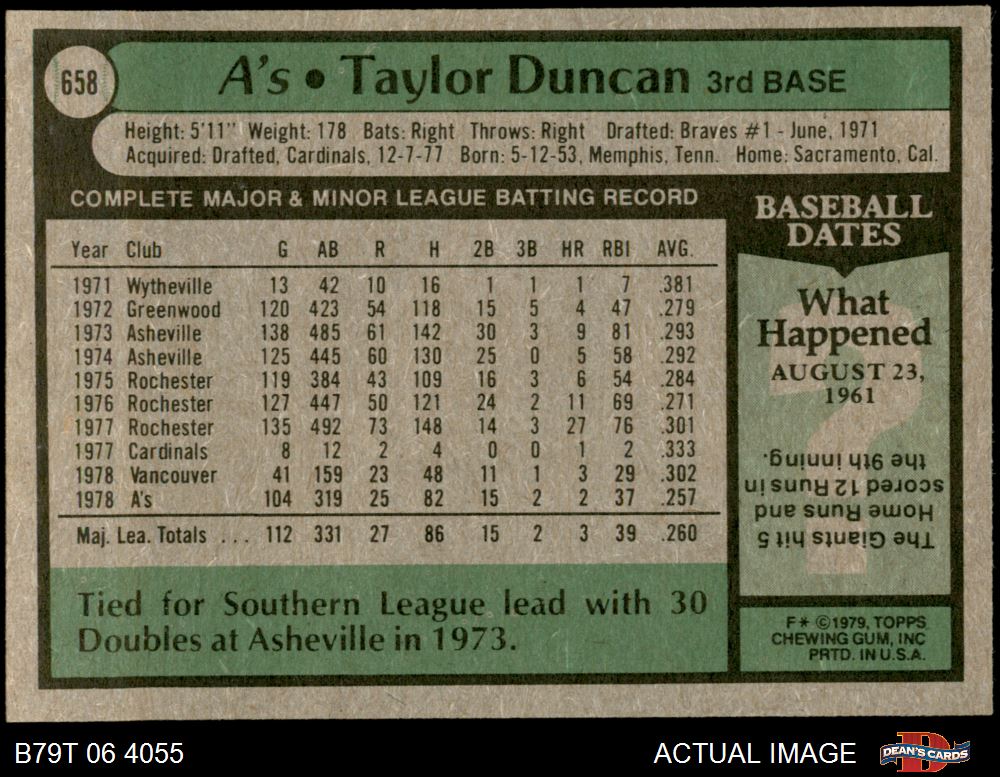 658
A's • Taylor Duncan 3rd BASE
Height: 5'11" Weight: 178 Bats: Right Throws: Right Drafted: Braves #1 - June, 1971
Acquired: Drafted, Cardinals, 12-7-77 Born: 5-12-53, Memphis, Tenn. Home: Sacramento, Cal.
COMPLETE MAJOR & MINOR LEAGUE BATTING RECORD
Year Club G AB R H 2B 3B HR RBI AVG.
1971 Wytheville 13 42 10 16 1 1 1 7 .381
1972 Greenwood 120 423 54 118 15 5 4 47 .279
1973 Asheville 138 485 61 142 30 3 9 81 .293
1974 Asheville 125 445 60 130 25 0 5 58 .292
1975 Rochester 119 384 43 109 16 3 6 54 .284
1976 Rochester 127 447 50 121 24 2 11 69 .271
1977 Rochester 135 492 73 148 14 3 27 76 .301
1977 Cardinals 8 12 2 4 0 0 1 2 .333
1978 Vancouver 41 159 23 48 11 1 3 29 .302
1978 A's 104 319 25 82 15 2 2 37 .257
Maj. Lea. Totals ... 112 331 27 86 15 2 3 39 .260
Tied for Southern League lead with 30
Doubles at Asheville in 1973.
BASEBALL
DATES
What
Happened
AUGUST 23,
1961
?
The Giants hit 5
Home Runs and
scored 12 Runs in
the 9th inning.
F* ©1979, TOPPS
CHEWING GUM, INC
PRTD. IN U.S.A.
B79T 06 4055
ACTUAL IMAGE
DEAN'S CARDS